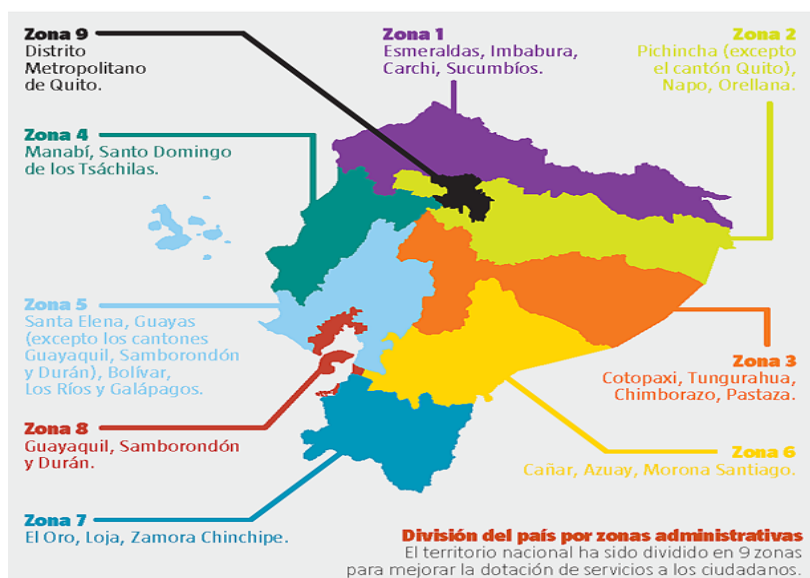 Zona 9
Distrito
Metropolitano
de Quito.
Zona 1
Esmeraldas, Imbabura,
Carchi, Sucumbíos.
Zona 2
Pichincha (excepto
el cantón Quito),
Napo, Orellana.
Zona 4
Manabí, Santo Domingo
de los Tsáchilas.
Zona 5
Santa Elena, Guayas
(excepto los cantones
Guayaquil, Samborondón
y Durán), Bolívar,
Los Ríos y Galápagos.
Zona 3
Cotopaxi, Tungurahua,
Chimborazo, Pastaza.
Zona 8
Guayaquil, Samborondón
y Durán.
Zona 6
Cañar, Azuay, Morona Santiago.
Zona 7
El Oro, Loja, Zamora Chinchipe.
División del país por zonas administrativas
El territorio nacional ha sido dividido en 9 zonas
para mejorar la dotación de servicios a los ciudadanos.